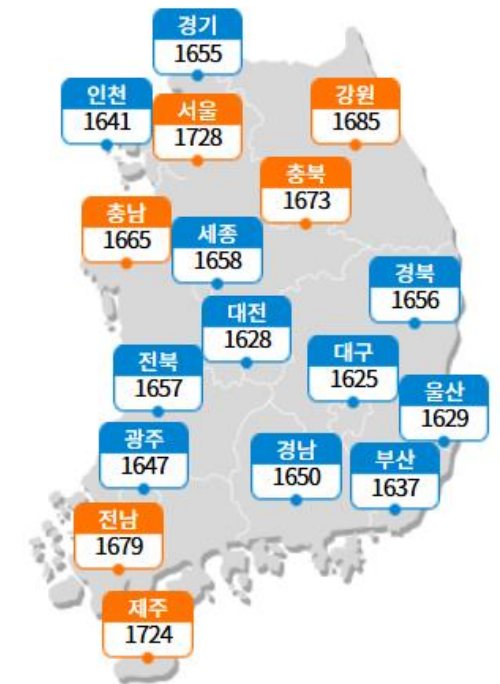 경기
1655
인천
1641
서울
1728
강원
1685
충북
1673
충남
1665
세종
1658
경북
1656
대전
1628
대구
1625
전북
1657
울산
1629
광주
1647
경남
1650
부산
1637
전남
1679
제주
1724